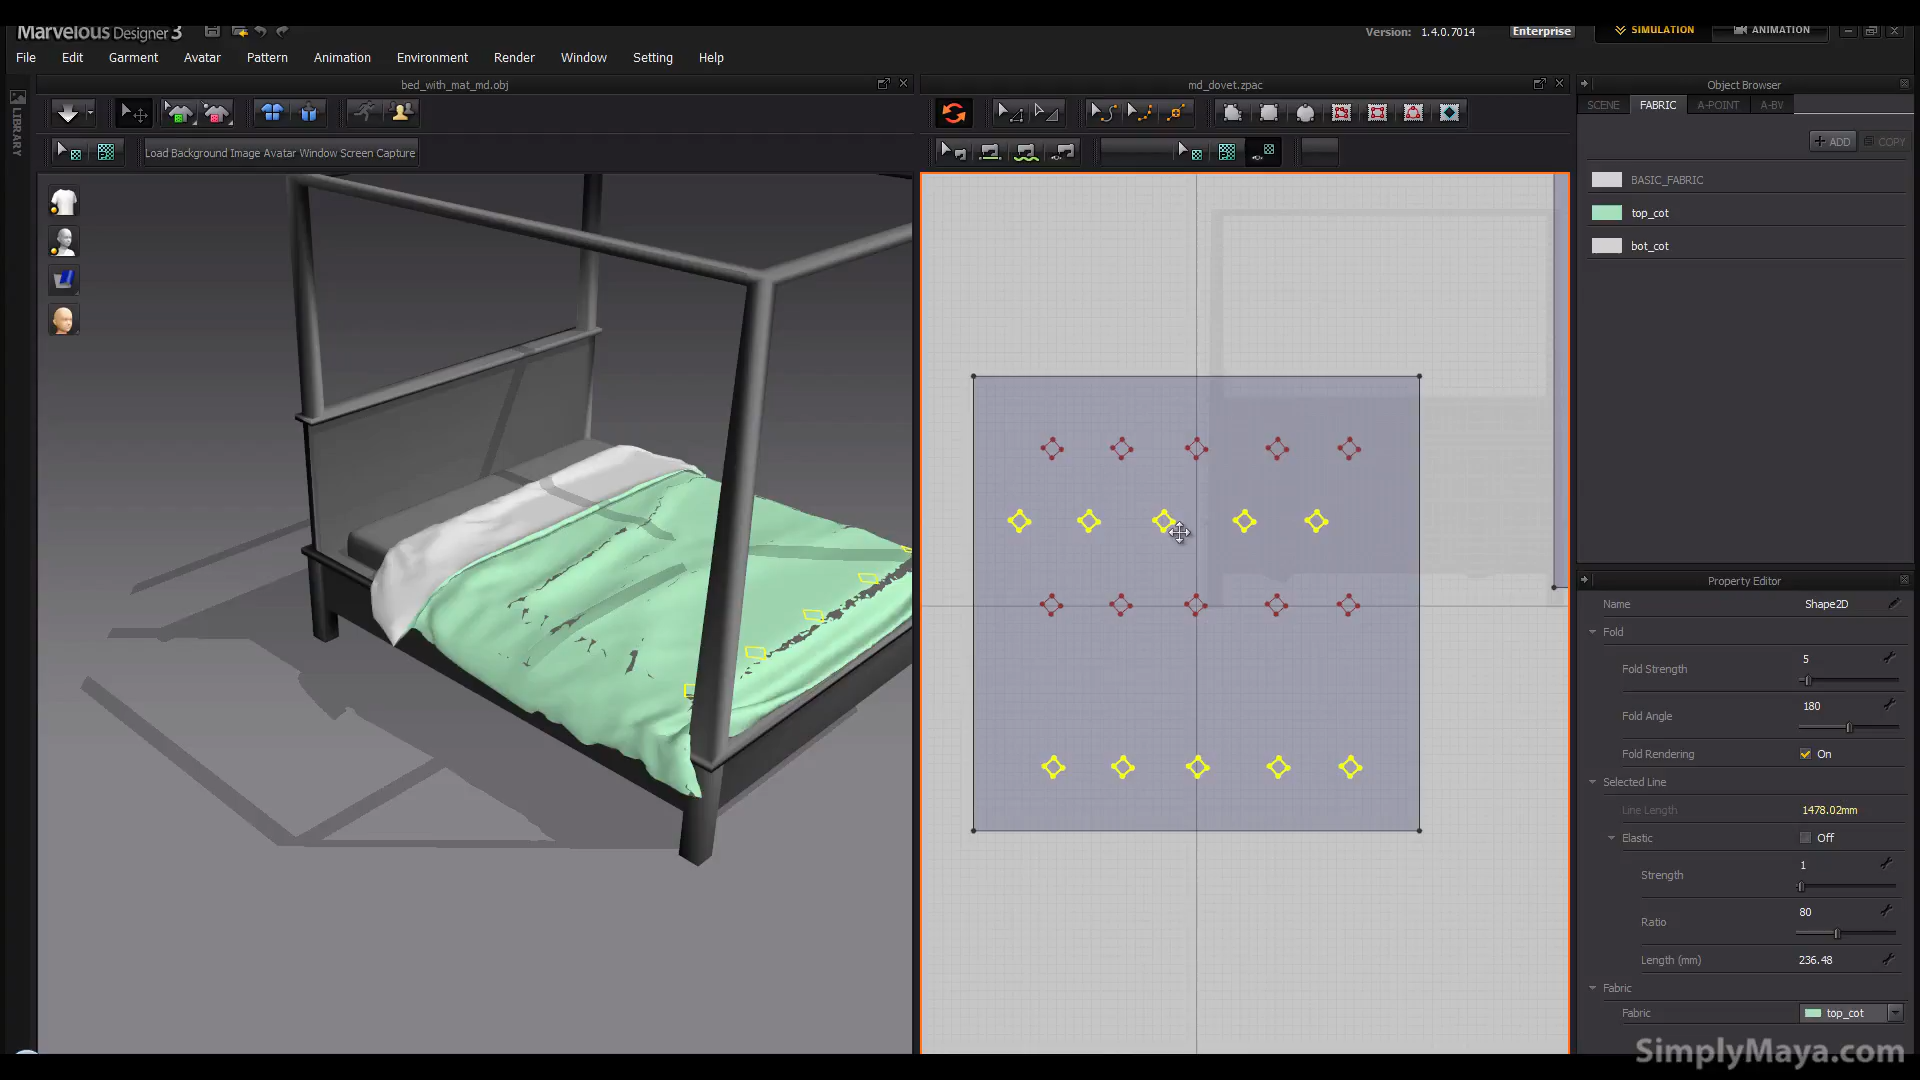 Marvelous Designer 3
Version: 1.4.0.7014
Enterprise
SIMULATION
ANIMATION
File Edit Garment Avatar Pattern Animation Environment Render Window Setting Help
bed_with_mat_md.obj
md_dovet.zpac
Object Browser
LIBRARY
SCENE FABRIC A-POINT A-BV
ADD COPY
Load Background Image Avatar Window Screen Capture
BASIC_FABRIC
top_cot
bot_cot
Property Editor
Name Shape2D
Fold
Fold Strength 5
Fold Angle 180
Fold Rendering On
Selected Line
Line Length 1478.02mm
Elastic Off
Strength 1
Ratio 80
Length (mm) 236.48
Fabric
Fabric top_cot
SimplyMaya.com